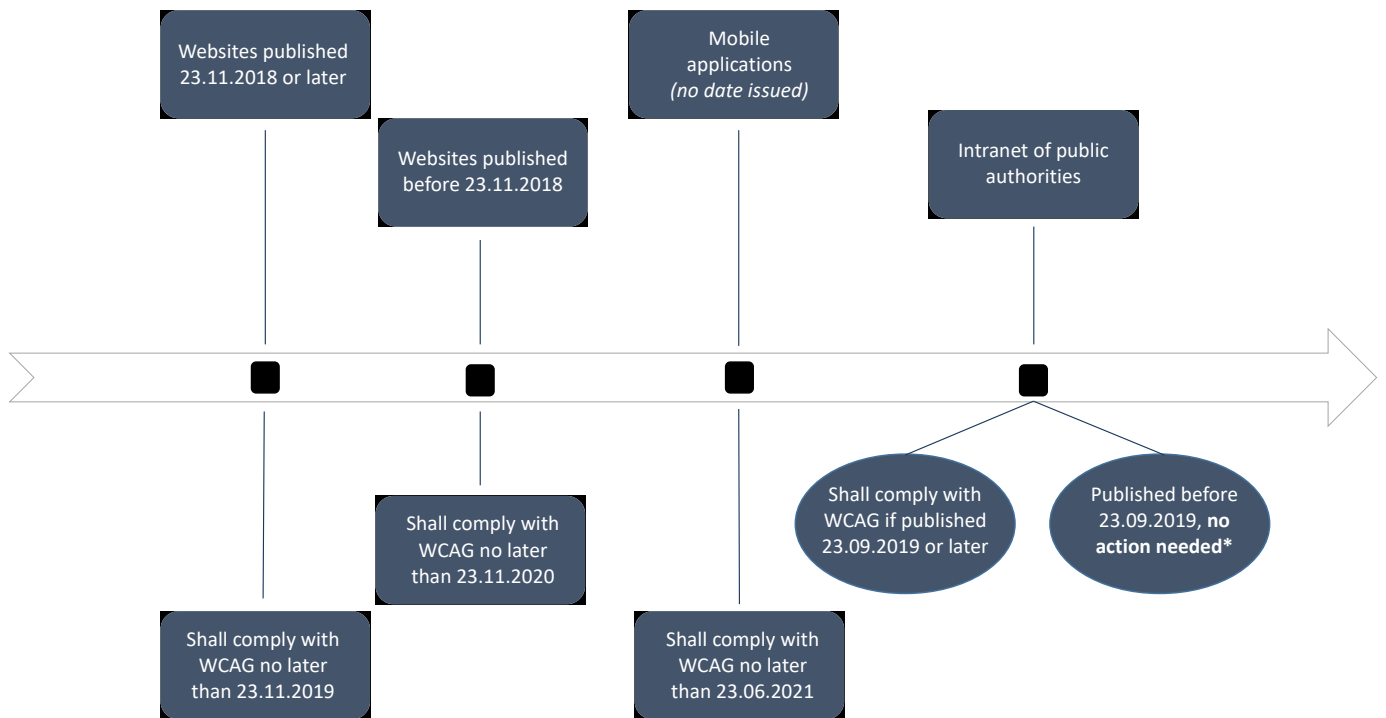 Websites published
23.11.2018 or later
Websites published
before 23.11.2018
Mobile
applications
(no date issued)
Intranet of public
authorities
Shall comply with
WCAG no later
than 23.11.2019
Shall comply with
WCAG no later
than 23.11.2020
Shall comply with
WCAG no later
than 23.06.2021
Shall comply with
WCAG if published
23.09.2019 or later
Published before
23.09.2019, no
action needed*